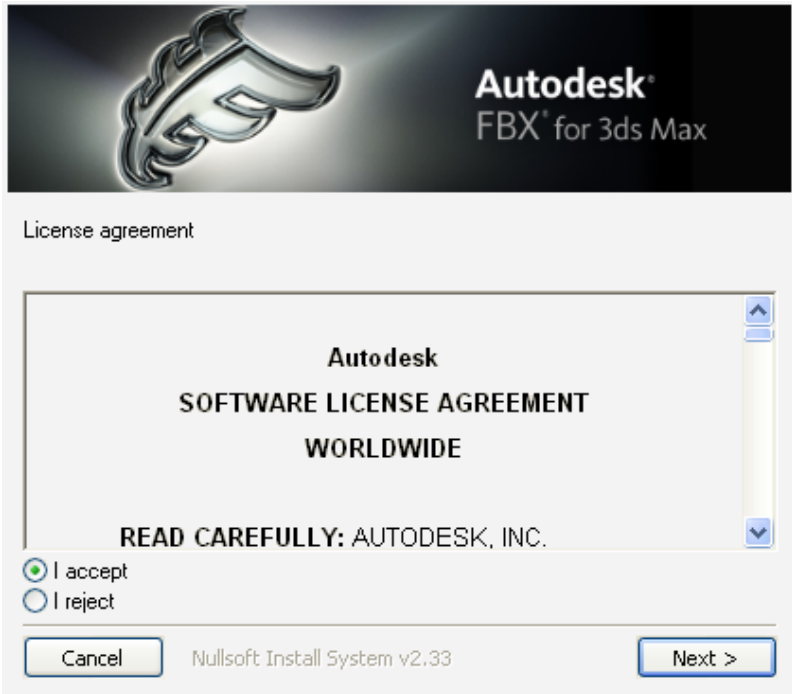 Autodesk®
FBX® for 3ds Max
License agreement
Autodesk
SOFTWARE LICENSE AGREEMENT
WORLDWIDE
READ CAREFULLY: AUTODESK, INC.
I accept
I reject
Cancel
Nullsoft Install System v2.33
Next >